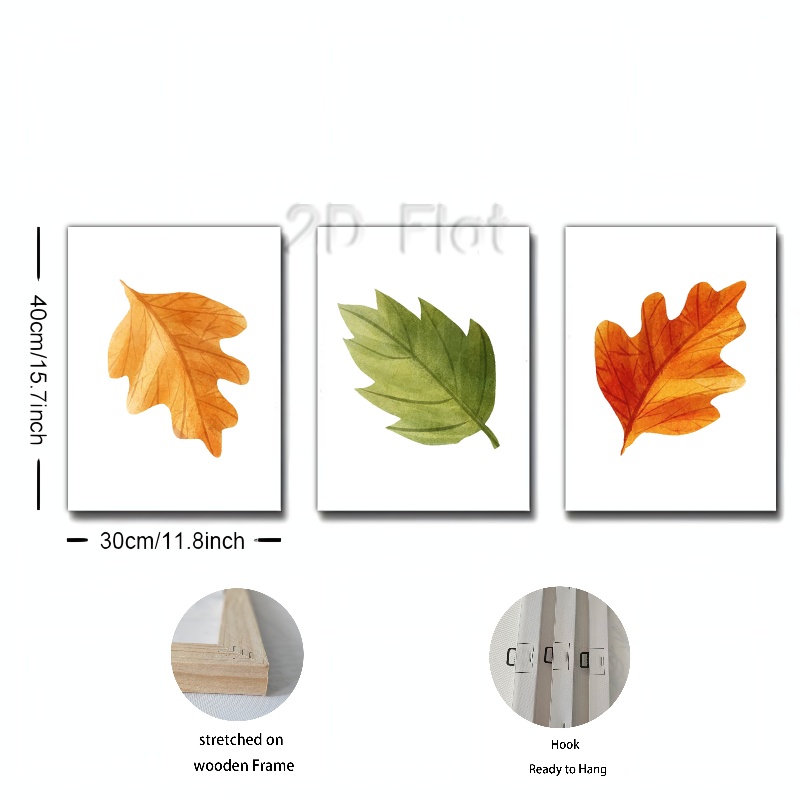 2D Flat
40cm/15.7inch
30cm/11.8inch
stretched on
wooden Frame
Hook
Ready to Hang